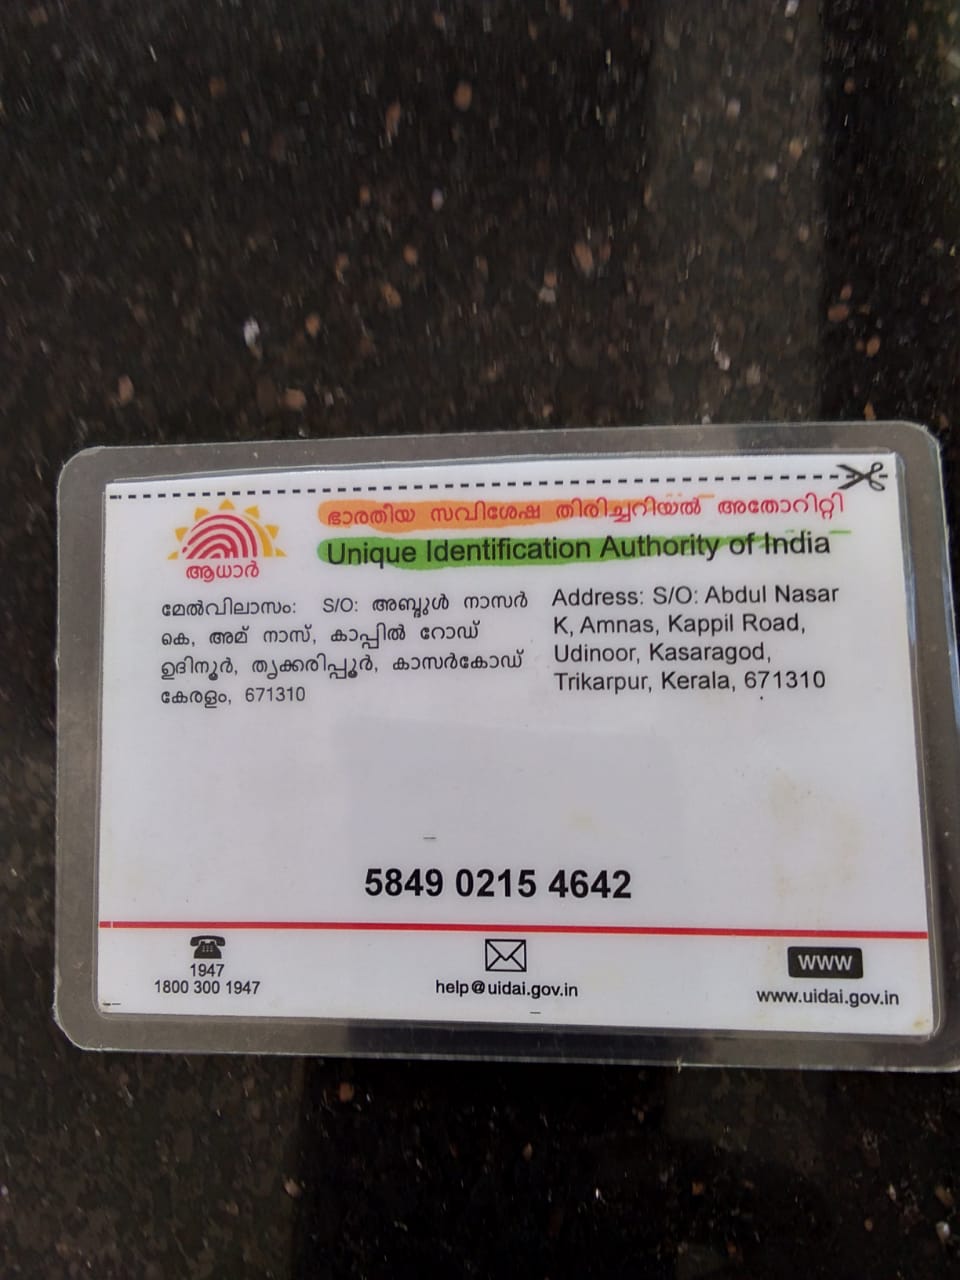 ഭാരതീയ സവിശേഷ തിരിച്ചറിയൽ അതോറിറ്റി
Unique Identification Authority of India
ആധാർ
മേൽവിലാസം: S/O: അബ്ദുൾ നാസർ
കെ, അമ് നാസ്, കാപ്പിൽ റോഡ്
ഉദിനൂർ, തൃക്കരിപ്പൂർ, കാസർകോഡ്
കേരളം, 671310
Address: S/O: Abdul Nasar
K, Amnas, Kappil Road,
Udinoor, Kasaragod,
Trikarpur, Kerala, 671310
5849 0215 4642
1947
1800 300 1947
help@uidai.gov.in
www
www.uidai.gov.in